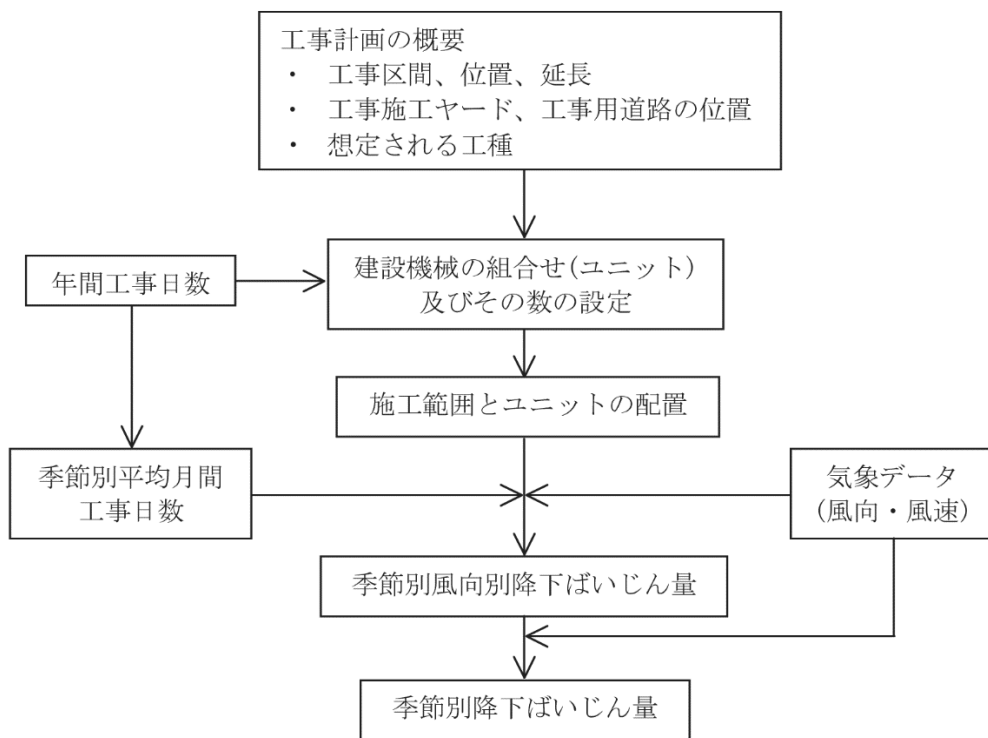 工事計画の概要
・ 工事区間、位置、延長
・ 工事施工ヤード、工事用道路の位置
・ 想定される工種
年間工事日数
建設機械の組合せ(ユニット)
及びその数の設定
施工範囲とユニットの配置
季節別平均月間
工事日数
気象データ
(風向・風速)
季節別風向別降下ばいじん量
季節別降下ばいじん量